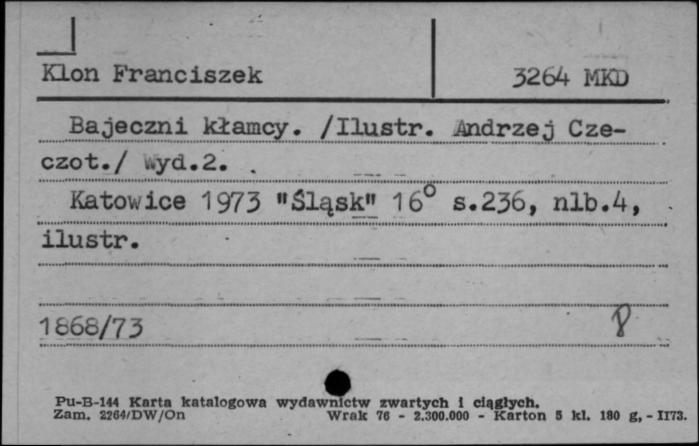 Klon Franciszek 3264 MKD
Bajeczni kłamcy. /Ilustr. Andrzej Cze-
czot./ Wyd.2.
Katowice 1973 "Śląsk" 16° s.236, nlb.4,
ilustr.
1868/73
Pu-B-144 Karta katalogowa wydawnictw zwartych i ciągłych.
Zam. 2264/DW/On Wrak 76 - 2.300.000 - Karton 5 kl. 180 g, - II73.